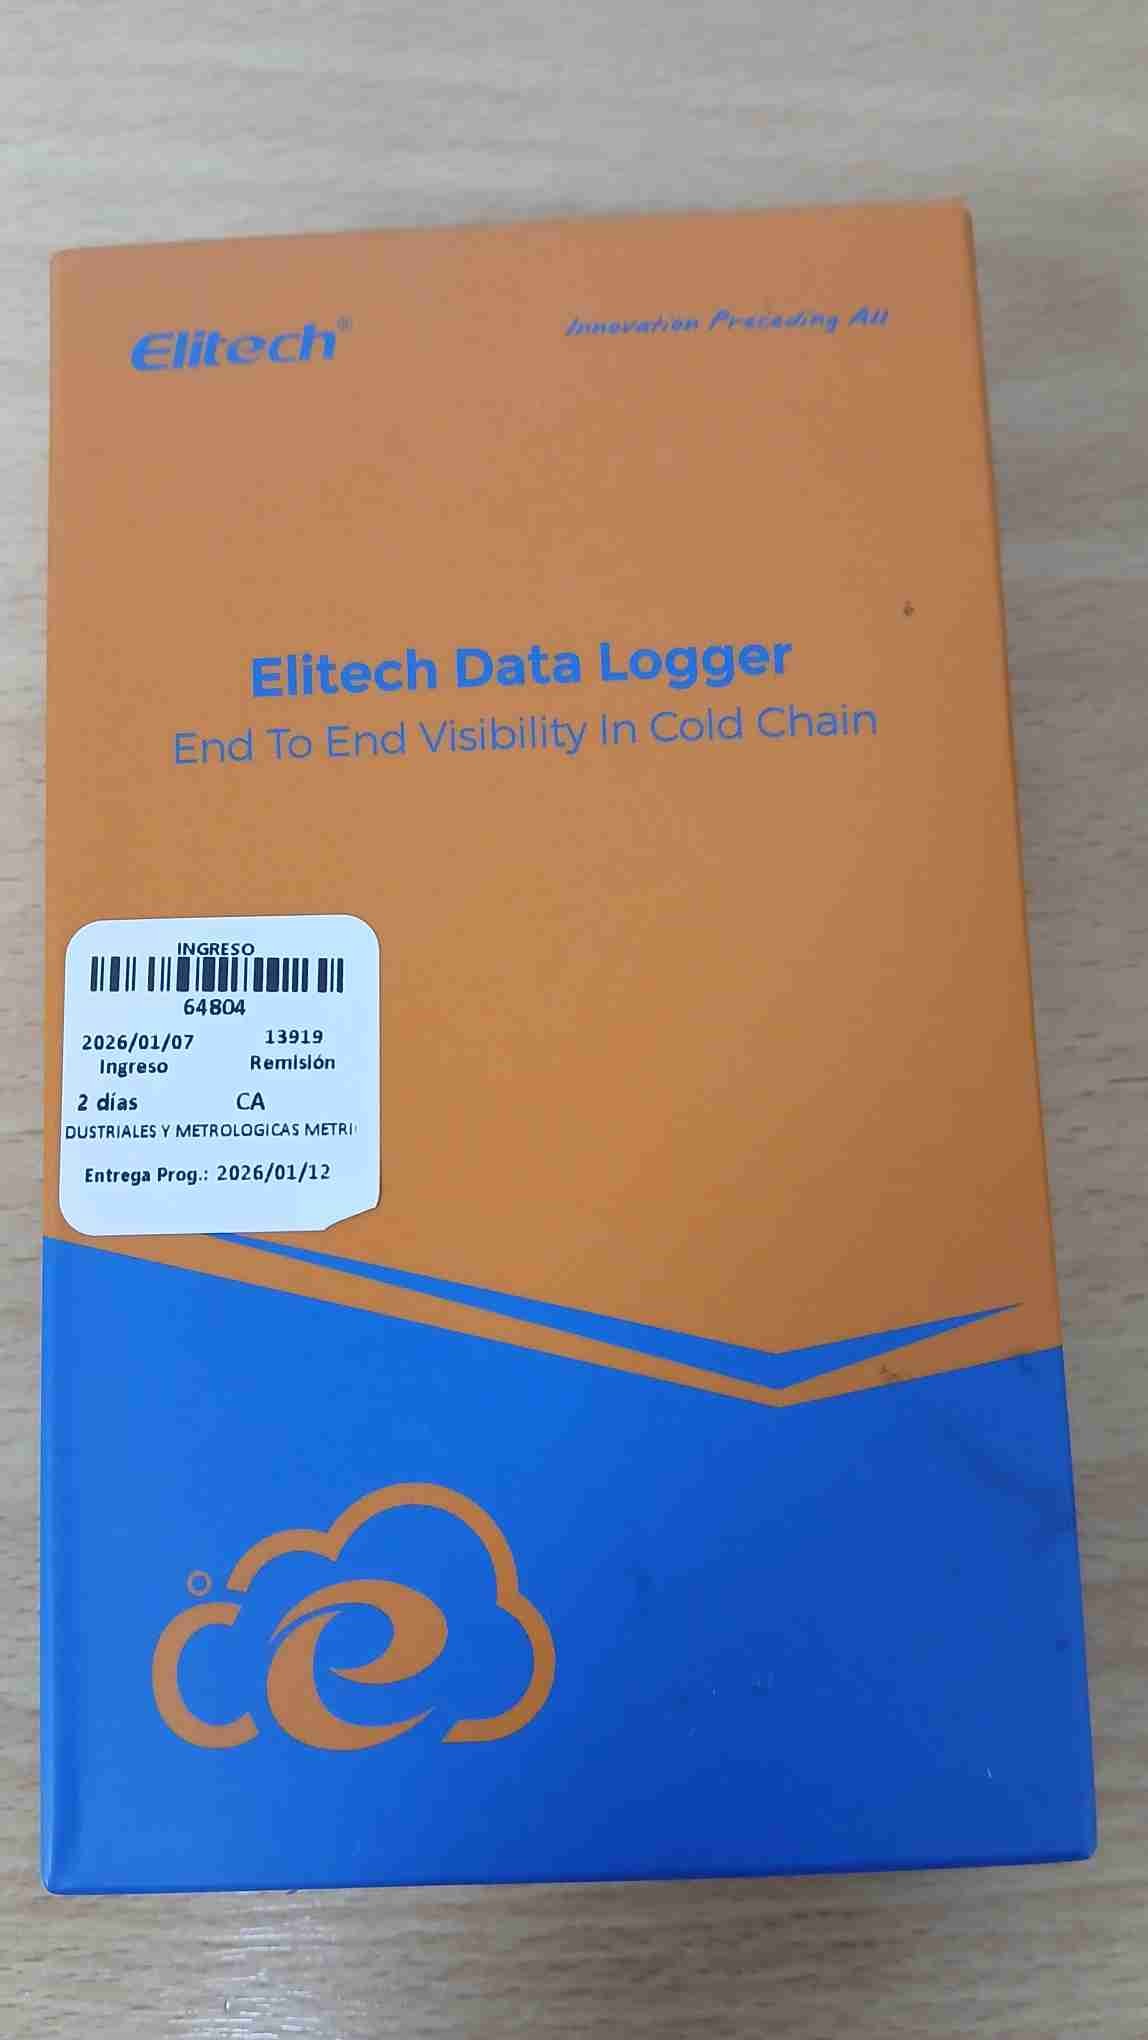 Elitech®
Innovation Preceding All
Elitech Data Logger
End To End Visibility In Cold Chain
INGRESO
64804
2026/01/07 13919
Ingreso Remisión
2 días CA
DUSTRIALES Y METROLOGICAS METRI
Entrega Prog.: 2026/01/12